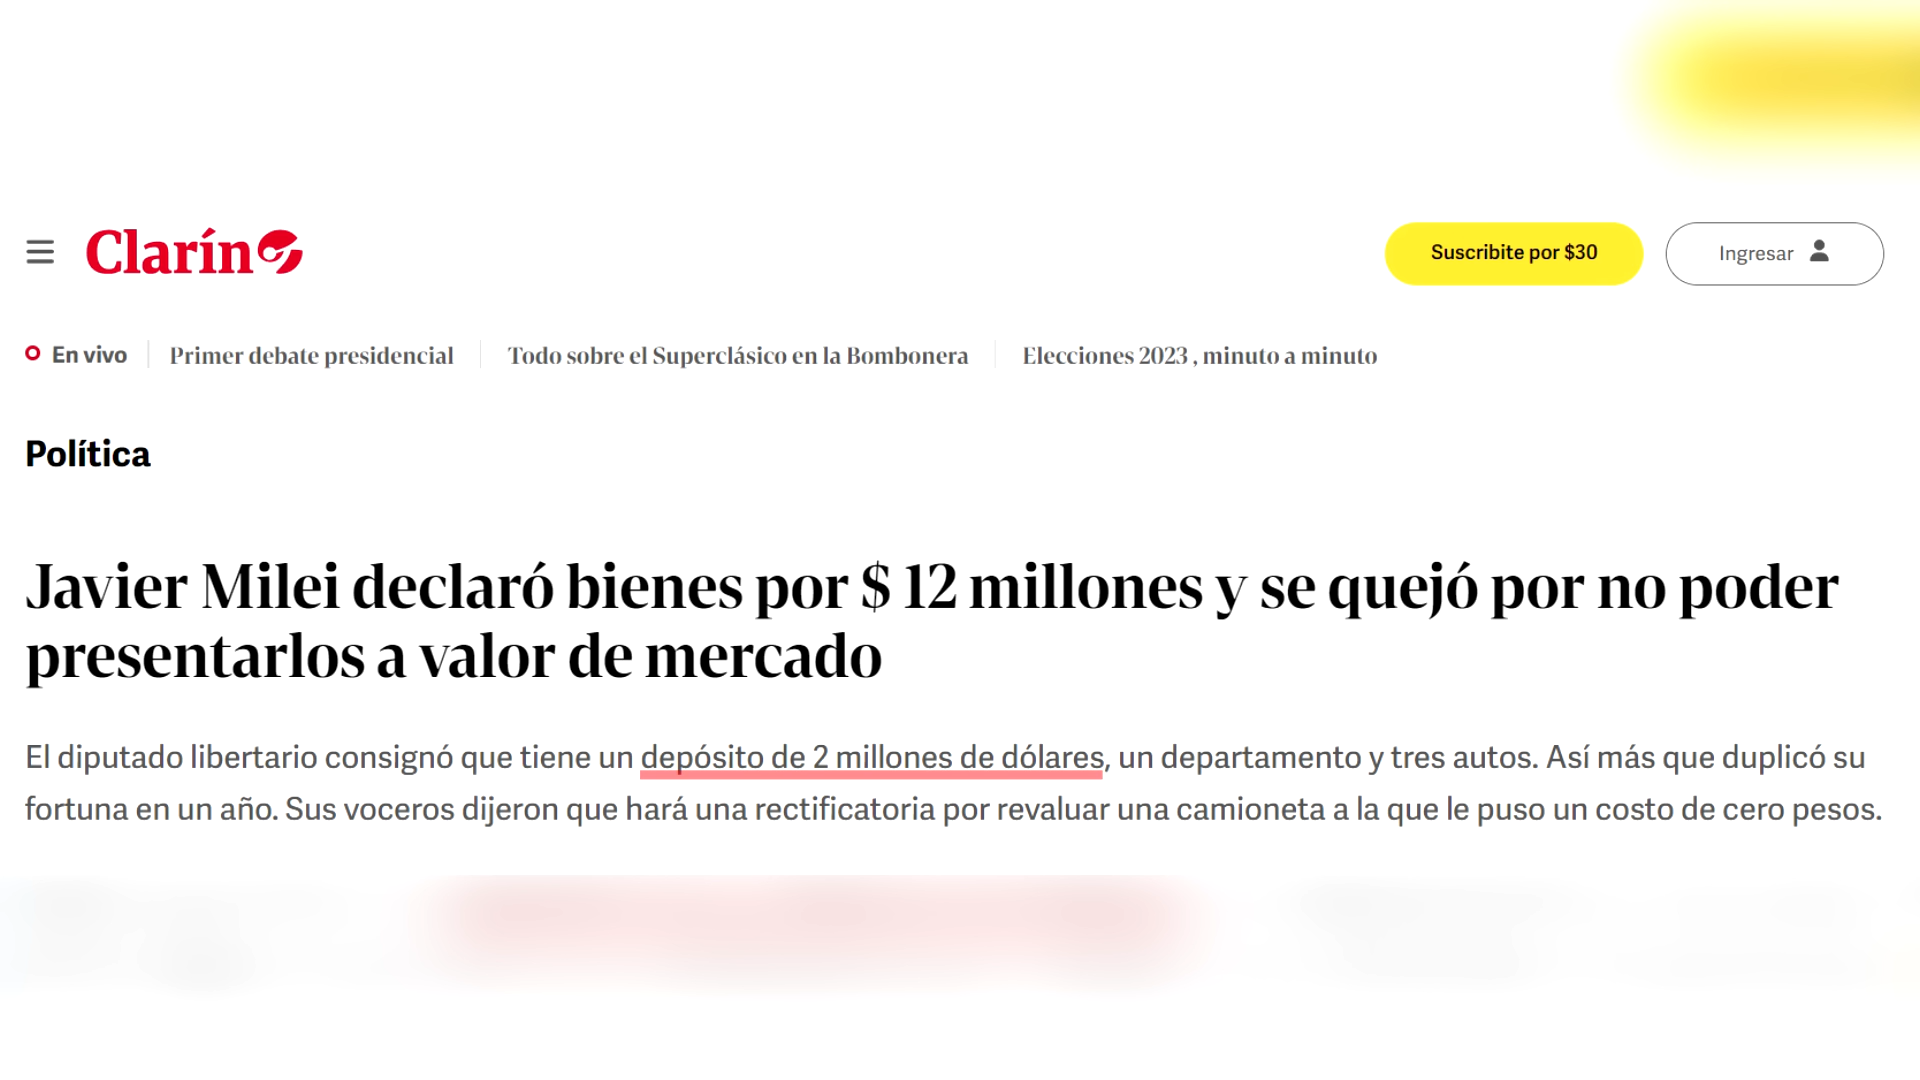 Clarín
Suscribite por $30
Ingresar
En vivo
Primer debate presidencial
Todo sobre el Superclásico en la Bombonera
Elecciones 2023 , minuto a minuto
Política
Javier Milei declaró bienes por $ 12 millones y se quejó por no poder
presentarlos a valor de mercado
El diputado libertario consignó que tiene un depósito de 2 millones de dólares, un departamento y tres autos. Así más que duplicó su
fortuna en un año. Sus voceros dijeron que hará una rectificatoria por revaluar una camioneta a la que le puso un costo de cero pesos.